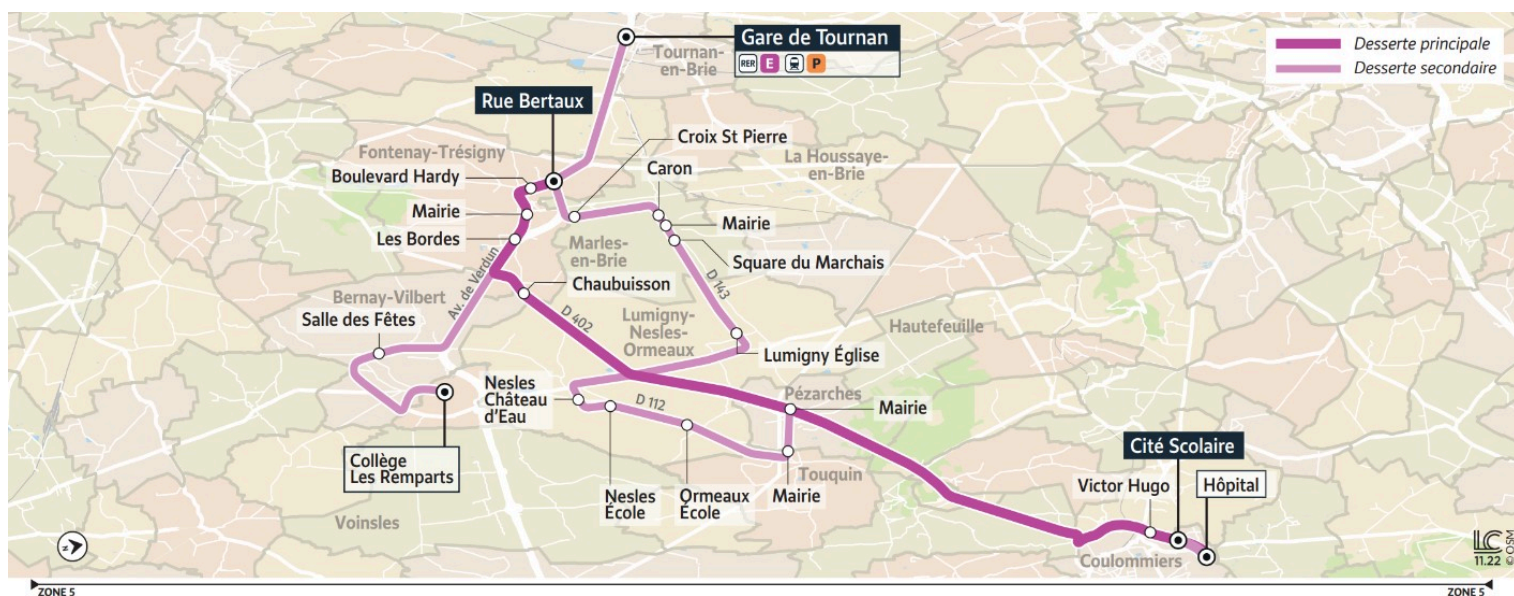 Gare de Tournan
RER E P
Tournan-
en-Brie
Desserte principale
Desserte secondaire
Rue Bertaux
Croix St Pierre
Fontenay-Trésigny
La Houssaye-
en-Brie
Boulevard Hardy
Caron
Mairie
Mairie
Les Bordes
Marles-
en-Brie
Square du Marchais
Av. de Verdun
D 143
Chaubuisson
Bernay-Vilbert
Salle des Fêtes
D 402
Lumigny-
Nesles-
Ormeaux
Hautefeuille
Lumigny Église
Nesles
Château
d'Eau
D 112
Pézarches
Mairie
Collège
Les Remparts
Cité Scolaire
Touquin
Nesles
École
Ormeaux
École
Mairie
Victor Hugo
Hôpital
Voinsles
Coulommiers
N
LC
11.22
© OSM
ZONE 5
ZONE 5